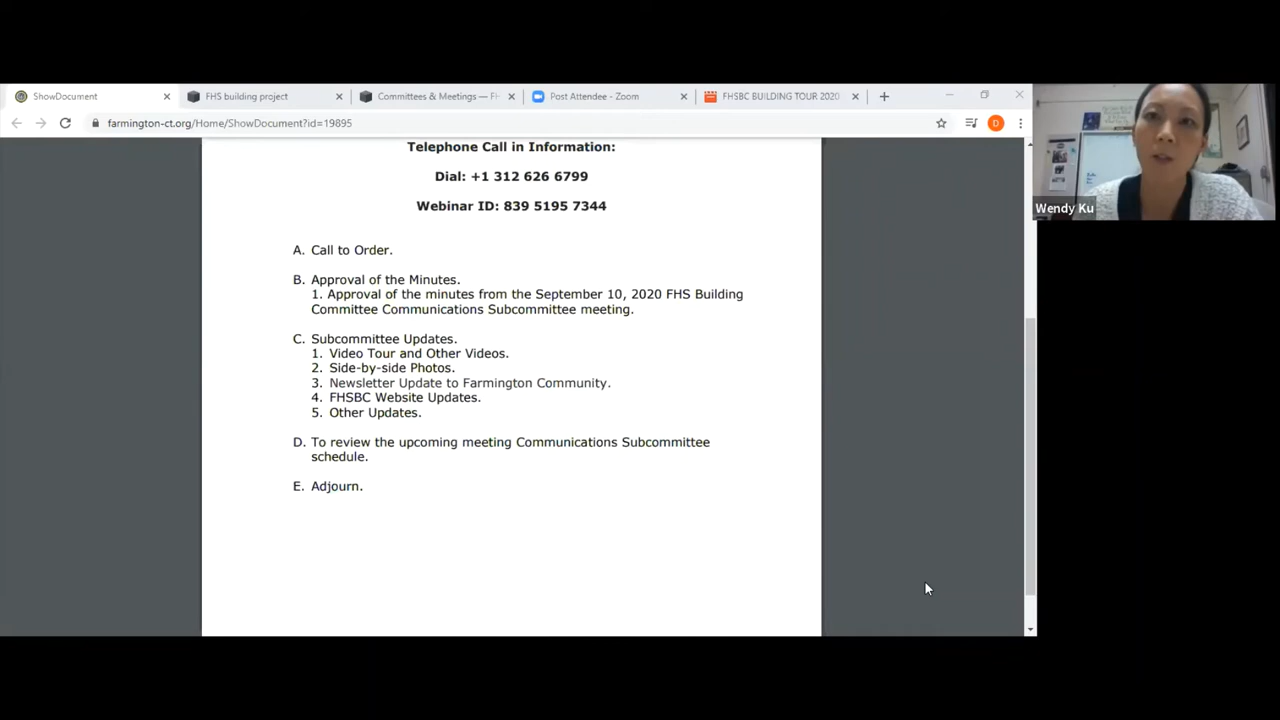 ShowDocument
FHS building project
Committees & Meetings — FH
Post Attendee - Zoom
FHSBC BUILDING TOUR 2020
farmington-ct.org/Home/ShowDocument?id=19895
D
Wendy Ku
Telephone Call in Information:
Dial: +1 312 626 6799
Webinar ID: 839 5195 7344
A. Call to Order.
B. Approval of the Minutes.
1. Approval of the minutes from the September 10, 2020 FHS Building
Committee Communications Subcommittee meeting.
C. Subcommittee Updates.
1. Video Tour and Other Videos.
2. Side-by-side Photos.
3. Newsletter Update to Farmington Community.
4. FHSBC Website Updates.
5. Other Updates.
D. To review the upcoming meeting Communications Subcommittee
schedule.
E. Adjourn.